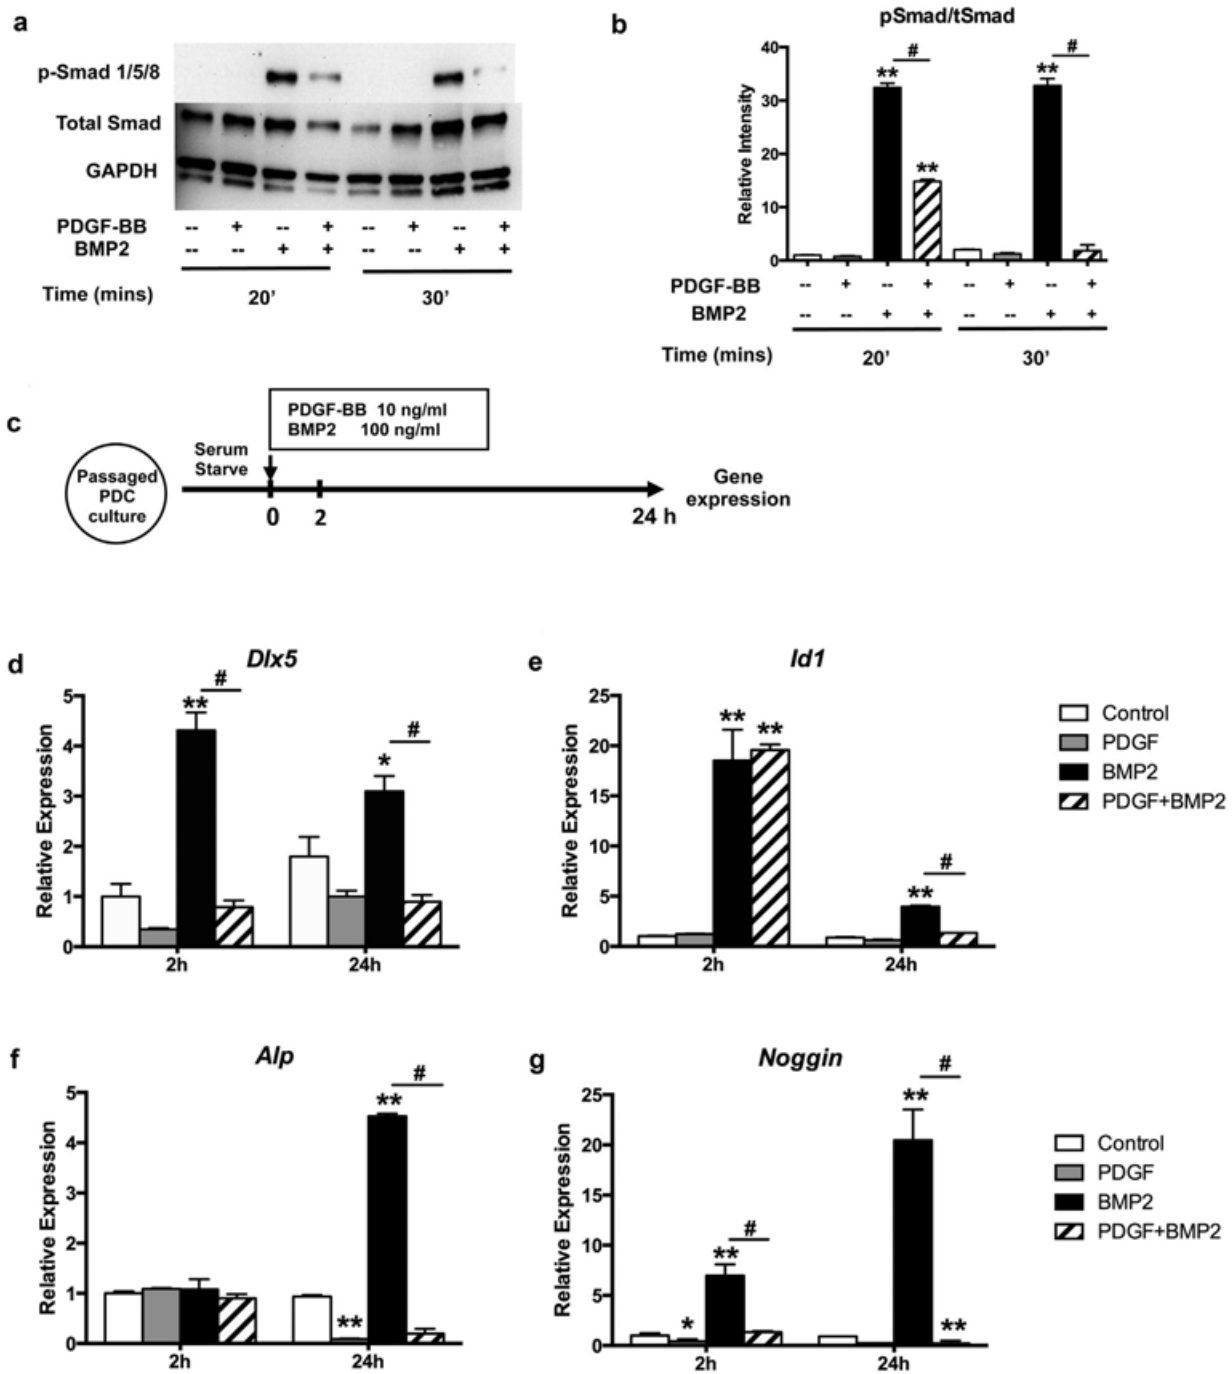 a
p-Smad 1/5/8
Total Smad
GAPDH
PDGF-BB -- + -- + -- + -- +
BMP2 -- -- + + -- -- + +
Time (mins) 20' 30'
b
pSmad/tSmad
Relative Intensity
40
30
20
10
0
** # ** ** #
PDGF-BB -- + -- + -- + -- +
BMP2 -- -- + + -- -- + +
Time (mins) 20' 30'
c
PDGF-BB 10 ng/ml
BMP2 100 ng/ml
Serum
Starve
Passaged
PDC
culture
0 2 24 h
Gene
expression
d
Dlx5
Relative Expression
5
4
3
2
1
0
** # * #
2h 24h
e
Id1
Relative Expression
25
20
15
10
5
0
** ** ** #
2h 24h
Control
PDGF
BMP2
PDGF+BMP2
f
Alp
Relative Expression
5
4
3
2
1
0
** ** #
2h 24h
g
Noggin
Relative Expression
25
20
15
10
5
0
* ** # ** # **
2h 24h
Control
PDGF
BMP2
PDGF+BMP2